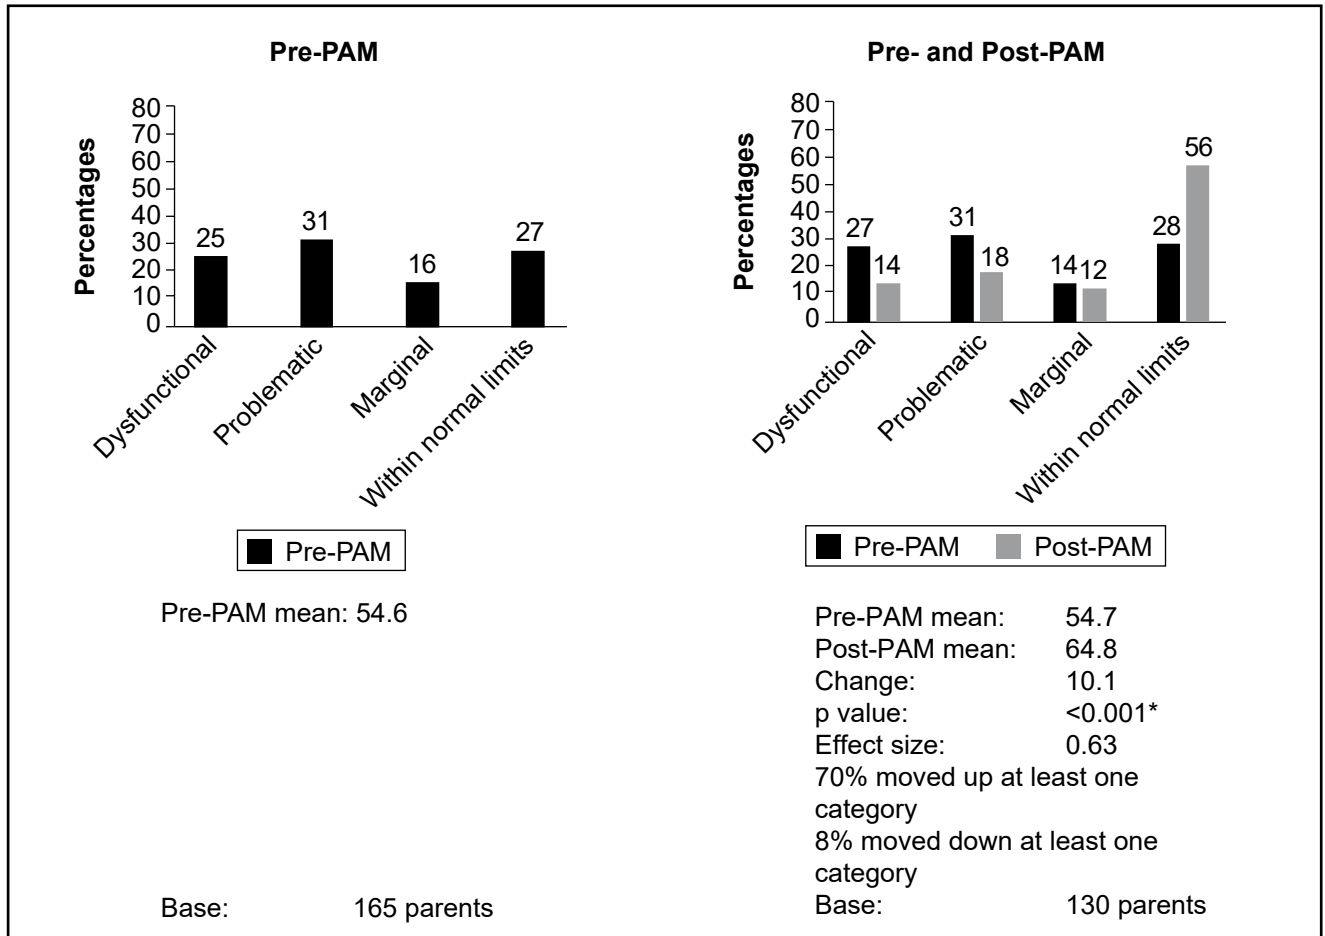 Pre-PAM
Percentages
80
70
60
50
40
30
20
10
0
25
31
16
27
Dysfunctional
Problematic
Marginal
Within normal limits
Pre-PAM
Pre-PAM mean: 54.6
Base: 165 parents
Pre- and Post-PAM
Percentages
80
70
60
50
40
30
20
10
0
27
14
31
18
14
12
28
56
Dysfunctional
Problematic
Marginal
Within normal limits
Pre-PAM Post-PAM
Pre-PAM mean: 54.7
Post-PAM mean: 64.8
Change: 10.1
p value: <0.001*
Effect size: 0.63
70% moved up at least one
category
8% moved down at least one
category
Base: 130 parents